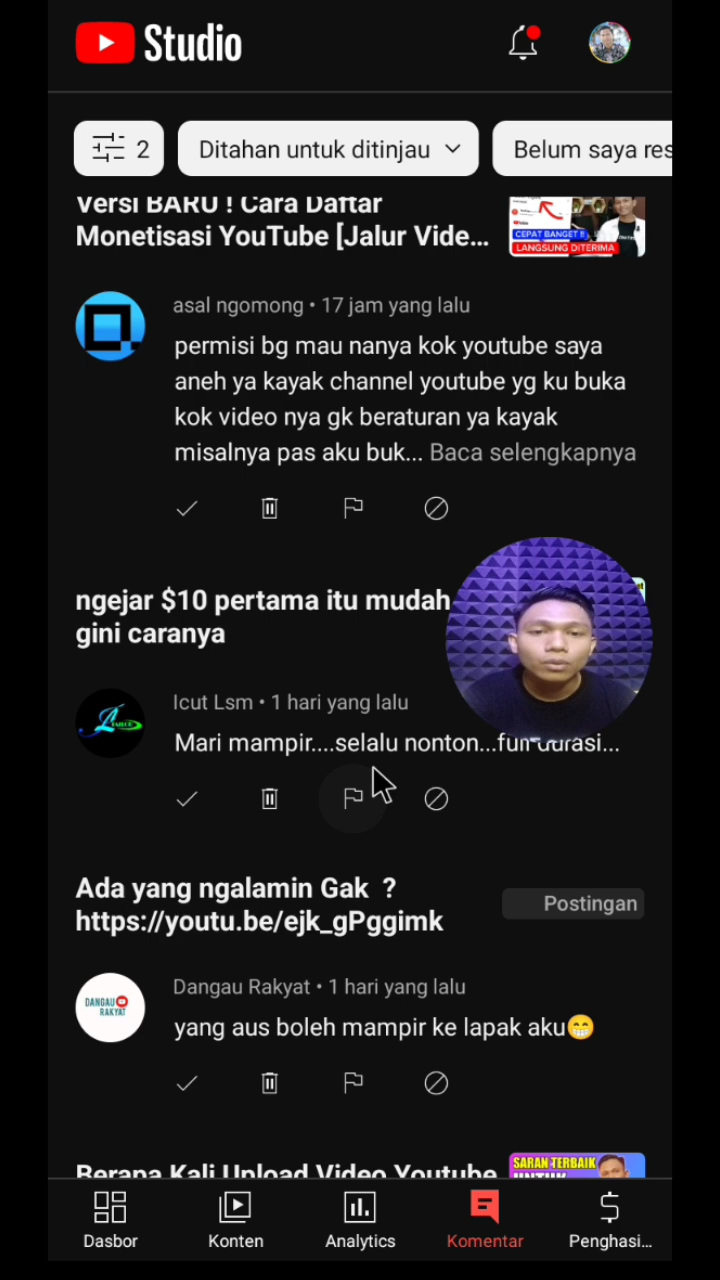 Studio
2
Ditahan untuk ditinjau
Belum saya res
Versi BARU ! Cara Daftar
Monetisasi YouTube [Jalur Vide...
CEPAT BANGET !!
LANGSUNG DITERIMA
asal ngomong • 17 jam yang lalu
permisi bg mau nanya kok youtube saya
aneh ya kayak channel youtube yg ku buka
kok video nya gk beraturan ya kayak
misalnya pas aku buk... Baca selengkapnya
ngejar $10 pertama itu mudah
gini caranya
Icut Lsm • 1 hari yang lalu
Mari mampir....selalu nonton...full durasi...
Ada yang ngalamin Gak ?
https://youtu.be/ejk_gPggimk
Postingan
DANGAU
RAKYAT
Dangau Rakyat • 1 hari yang lalu
yang aus boleh mampir ke lapak aku😁
Berapa Kali Upload Video Youtube
SARAN TERBAIK
UNTUK
Dasbor
Konten
Analytics
Komentar
Penghasi...